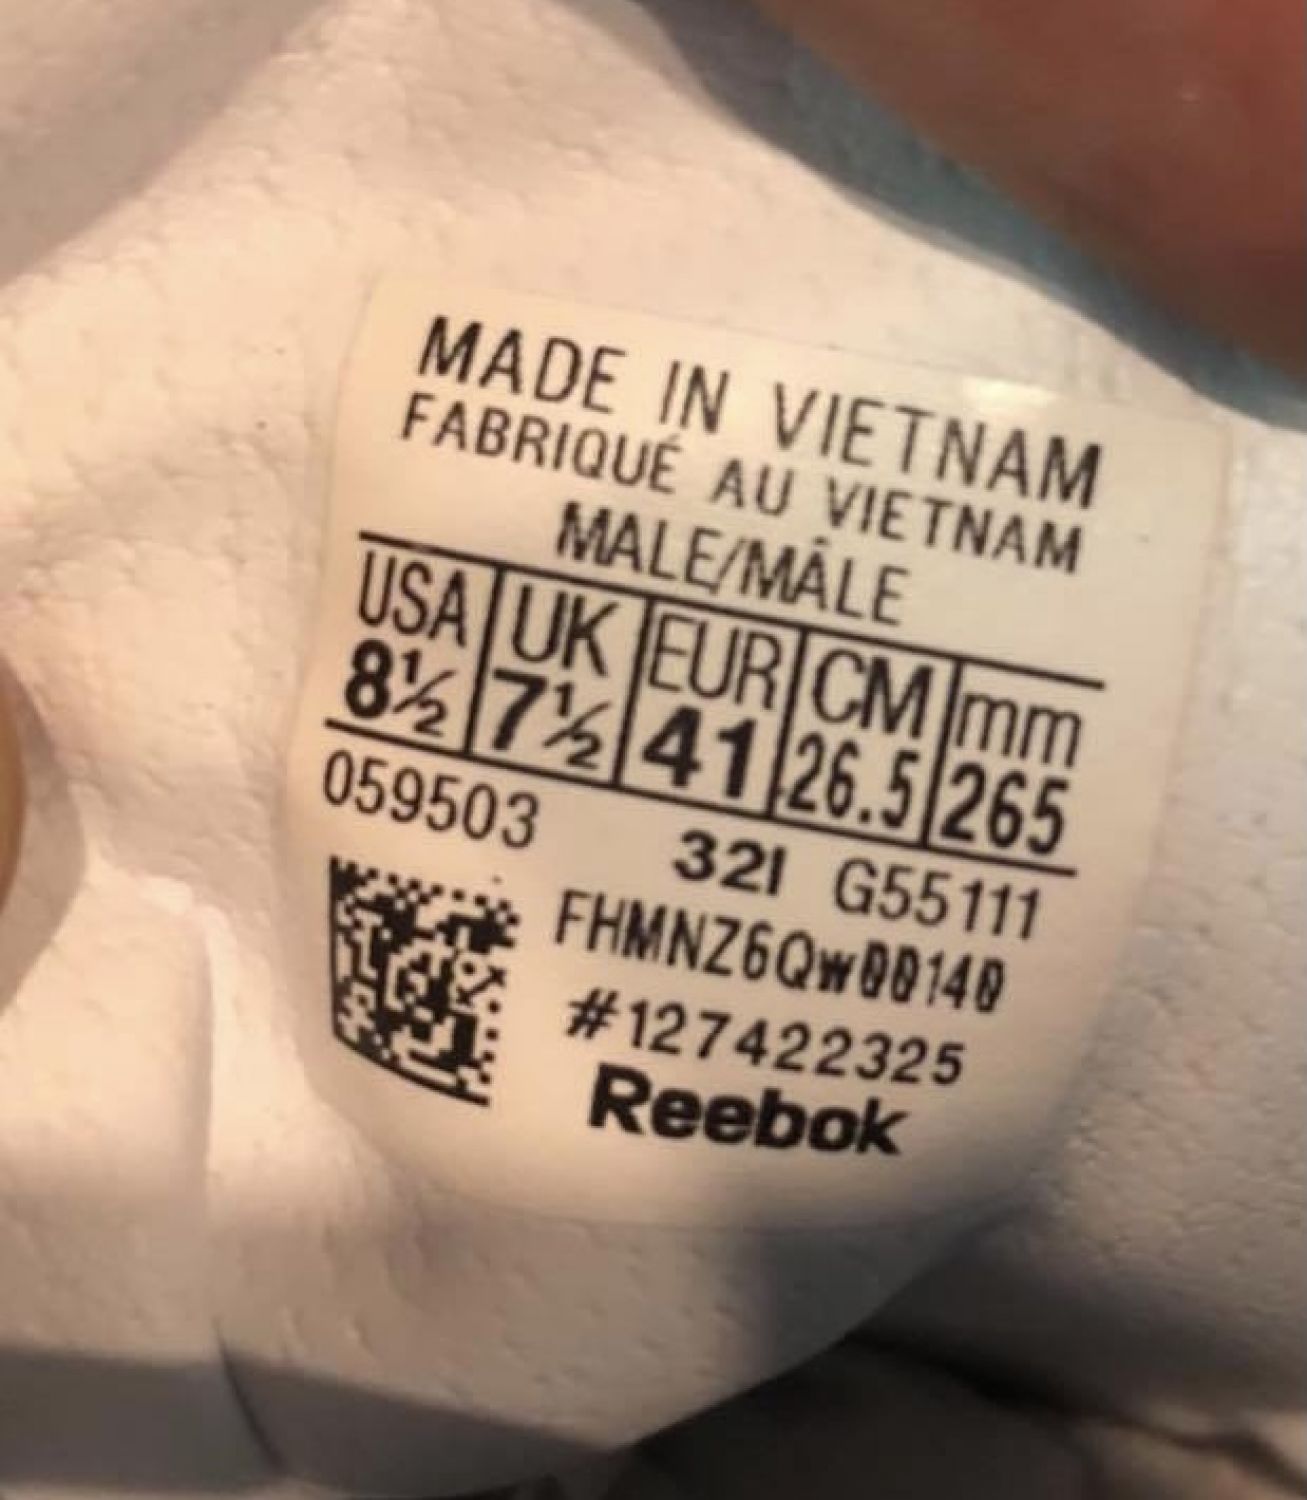 MADE IN VIETNAM
FABRIQUÉ AU VIETNAM
MALE/MÂLE
USA UK EUR CM mm
8½ 7½ 41 26.5 265
059503 32I G55111
FHMNZ6Qw00140
#127422325
Reebok